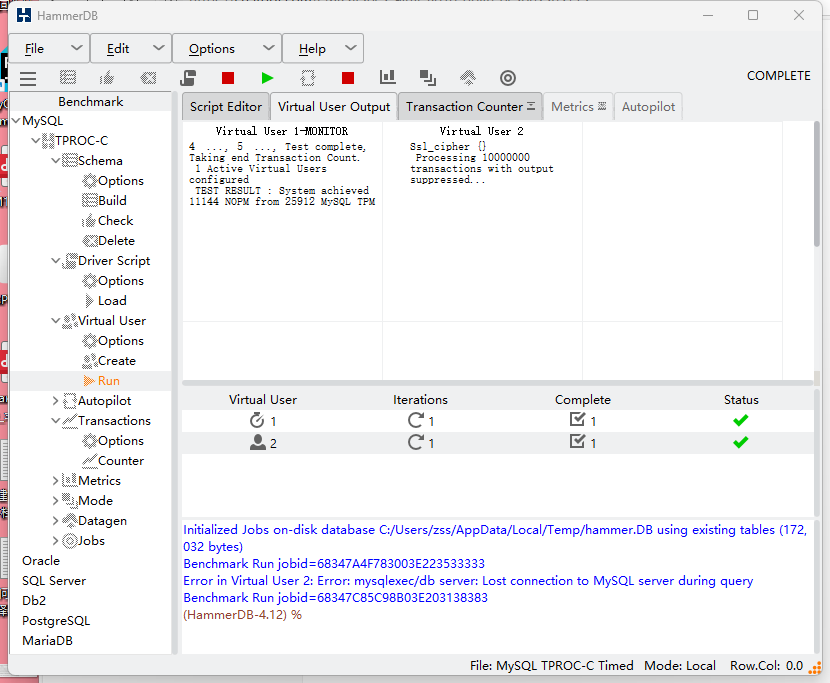 HammerDB
File Edit Options Help
COMPLETE
Benchmark
MySQL
TPROC-C
Schema
Options
Build
Check
Delete
Driver Script
Options
Load
Virtual User
Options
Create
Run
Autopilot
Transactions
Options
Counter
Metrics
Mode
Datagen
Jobs
Oracle
SQL Server
Db2
PostgreSQL
MariaDB
Script Editor Virtual User Output Transaction Counter Metrics Autopilot
Virtual User 1-MONITOR
4 ..., 5 ..., Test complete,
Taking end Transaction Count.
1 Active Virtual Users
configured
TEST RESULT : System achieved
11144 NOPM from 25912 MySQL TPM
Virtual User 2
Ssl_cipher {}
Processing 10000000
transactions with output
suppressed...
Virtual User Iterations Complete Status
1 1 1
2 1 1
Initialized Jobs on-disk database C:/Users/zss/AppData/Local/Temp/hammer.DB using existing tables (172,
032 bytes)
Benchmark Run jobid=68347A4F783003E223533333
Error in Virtual User 2: Error: mysqlexec/db server: Lost connection to MySQL server during query
Benchmark Run jobid=68347C85C98B03E203138383
(HammerDB-4.12) %
File: MySQL TPROC-C Timed Mode: Local Row.Col: 0.0